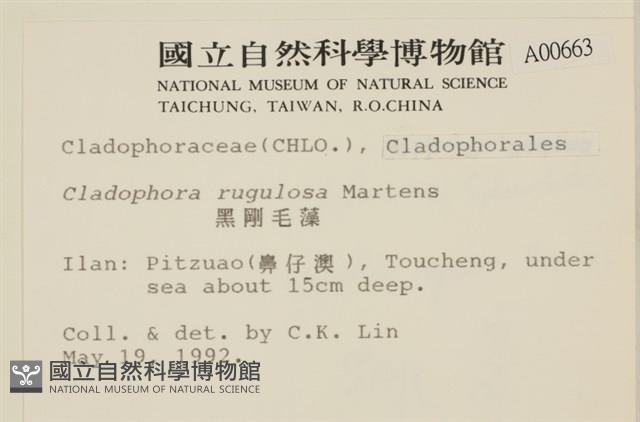 國立自然科學博物館 A00663
NATIONAL MUSEUM OF NATURAL SCIENCE
TAICHUNG, TAIWAN, R.O.CHINA
Cladophoraceae(CHLO.), Cladophorales
Cladophora rugulosa Martens
黑剛毛藻
Ilan: Pitzuao(鼻仔澳), Toucheng, under
sea about 15cm deep.
Coll. & det. by C.K. Lin
May 19, 1992.
國立自然科學博物館
NATIONAL MUSEUM OF NATURAL SCIENCE